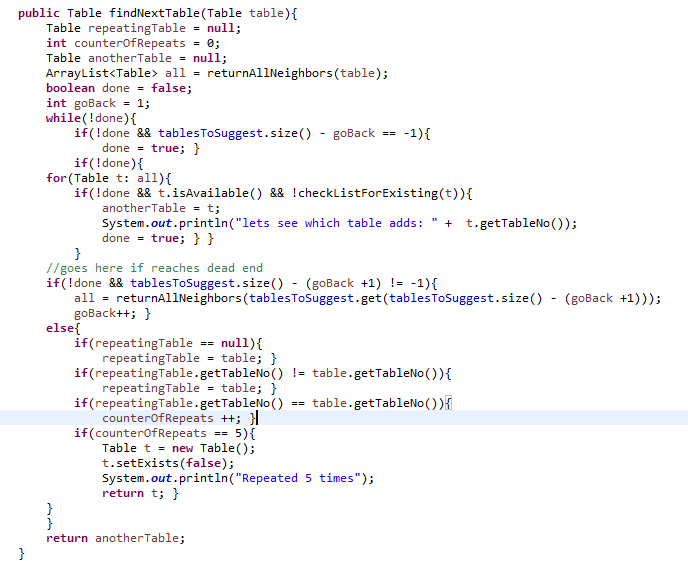 public Table findNextTable(Table table){
Table repeatingTable = null;
int counterOfRepeats = 0;
Table anotherTable = null;
ArrayList<Table> all = returnAllNeighbors(table);
boolean done = false;
int goBack = 1;
while(!done){
if(!done && tablesToSuggest.size() - goBack == -1){
done = true; }
if(!done){
for(Table t: all){
if(!done && t.isAvailable() && !checkListForExisting(t)){
anotherTable = t;
System.out.println("lets see which table adds: " +  t.getTableNo());
done = true; } }
}
//goes here if reaches dead end
if(!done && tablesToSuggest.size() - (goBack +1) != -1){
all = returnAllNeighbors(tablesToSuggest.get(tablesToSuggest.size() - (goBack +1)));
goBack++; }
else{
if(repeatingTable == null){
repeatingTable = table; }
if(repeatingTable.getTableNo() != table.getTableNo()){
repeatingTable = table; }
if(repeatingTable.getTableNo() == table.getTableNo()){
counterOfRepeats ++; }
if(counterOfRepeats == 5){
Table t = new Table();
t.setExists(false);
System.out.println("Repeated 5 times");
return t; }
}
}
return anotherTable;
}